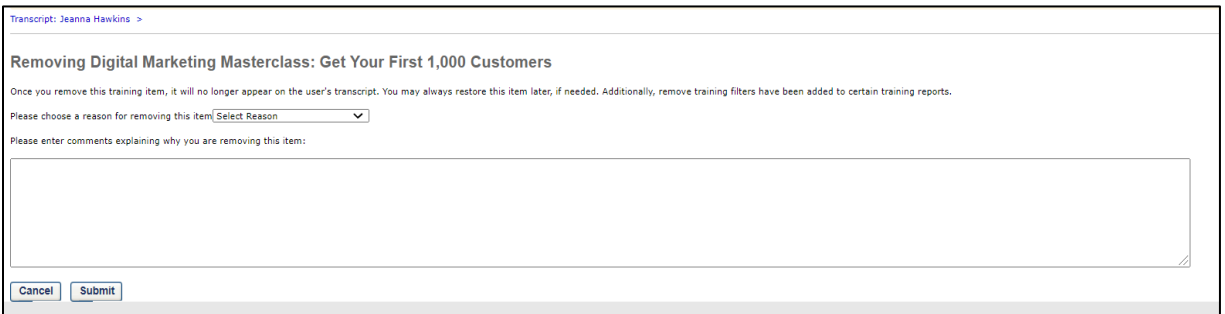 Transcript: Jeanna Hawkins >
Removing Digital Marketing Masterclass: Get Your First 1,000 Customers
Once you remove this training item, it will no longer appear on the user's transcript. You may always restore this item later, if needed. Additionally, remove training filters have been added to certain training reports.
Please choose a reason for removing this item Select Reason
Please enter comments explaining why you are removing this item:
Cancel Submit